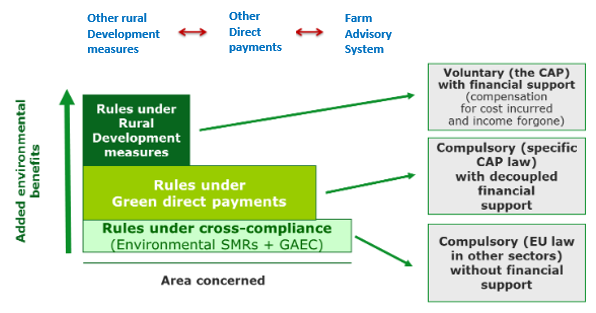 Other rural
Development
measures
Other
Direct
payments
Farm
Advisory
System
Added environmental
benefits
Rules under
Rural
Development
measures
Rules under
Green direct payments
Rules under cross-compliance
(Environmental SMRs + GAEC)
Area concerned
Voluntary (the CAP)
with financial support
(compensation
for cost incurred
and income forgone)
Compulsory (specific
CAP law)
with decoupled
financial
support
Compulsory (EU law
in other sectors)
without financial
support